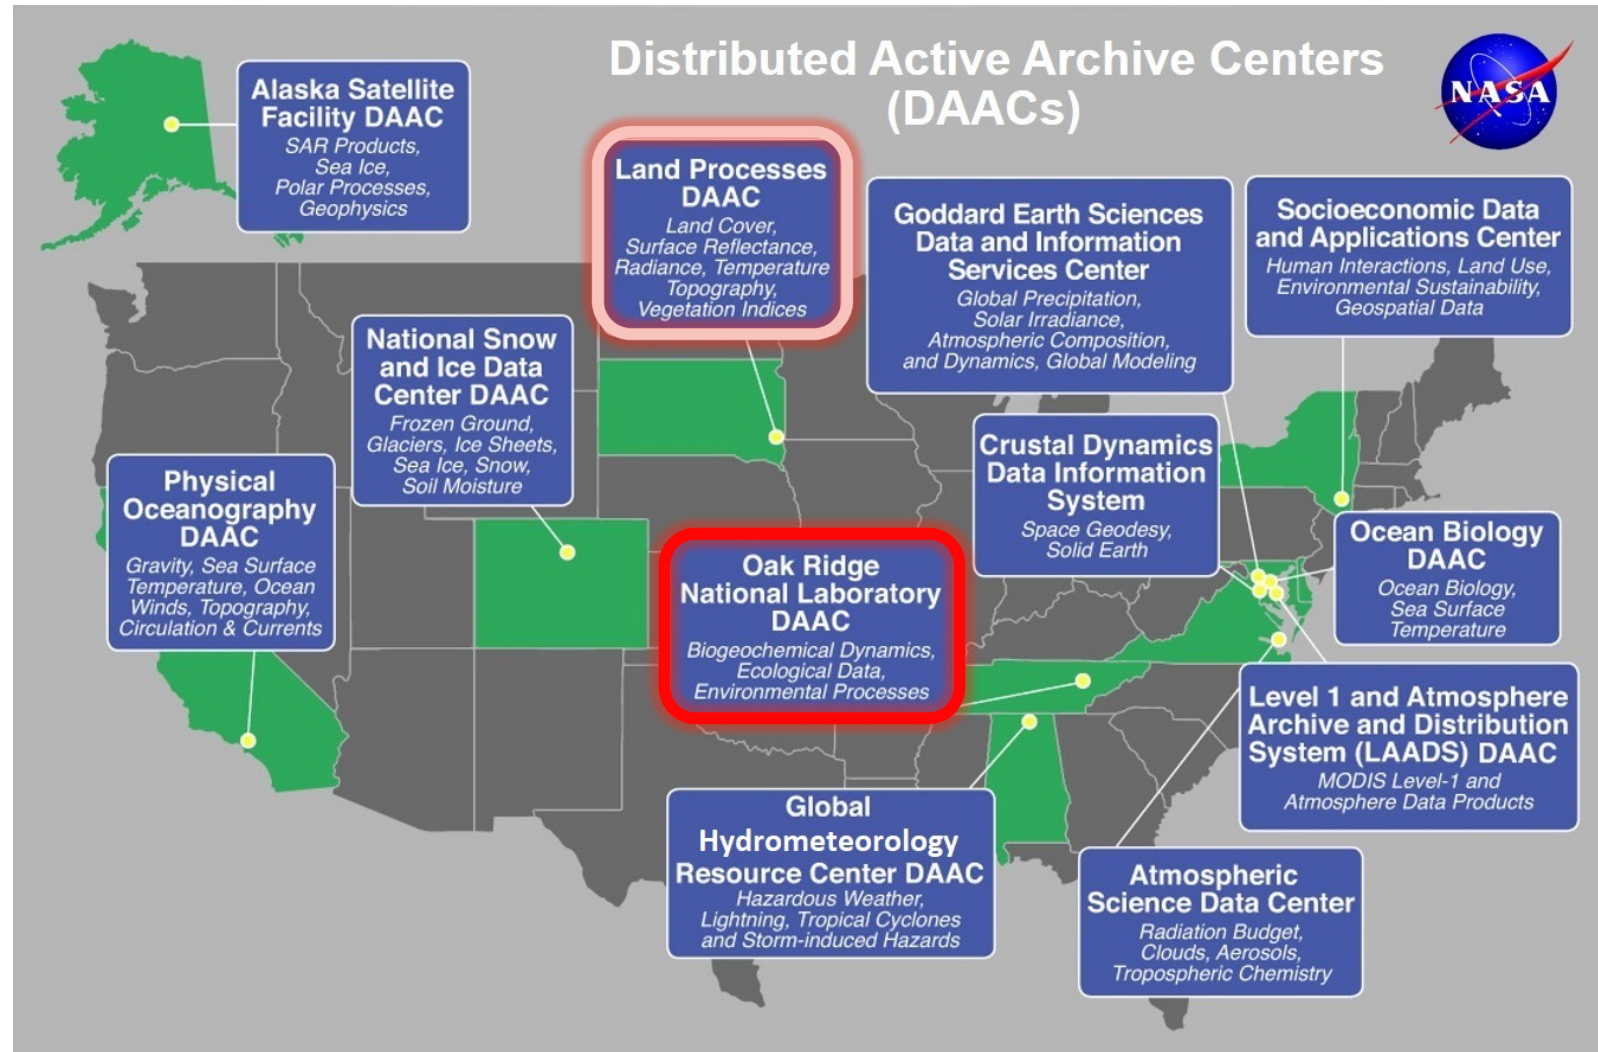 Distributed Active Archive Centers
(DAACs)
NASA
Alaska Satellite
Facility DAAC
SAR Products,
Sea Ice,
Polar Processes,
Geophysics
Land Processes
DAAC
Land Cover,
Surface Reflectance,
Radiance, Temperature
Topography,
Vegetation Indices
Goddard Earth Sciences
Data and Information
Services Center
Global Precipitation,
Solar Irradiance,
Atmospheric Composition,
and Dynamics, Global Modeling
Socioeconomic Data
and Applications Center
Human Interactions, Land Use,
Environmental Sustainability,
Geospatial Data
National Snow
and Ice Data
Center DAAC
Frozen Ground,
Glaciers, Ice Sheets,
Sea Ice, Snow,
Soil Moisture
Crustal Dynamics
Data Information
System
Space Geodesy,
Solid Earth
Physical
Oceanography
DAAC
Gravity, Sea Surface
Temperature, Ocean
Winds, Topography,
Circulation & Currents
Oak Ridge
National Laboratory
DAAC
Biogeochemical Dynamics,
Ecological Data,
Environmental Processes
Ocean Biology
DAAC
Ocean Biology,
Sea Surface
Temperature
Level 1 and Atmosphere
Archive and Distribution
System (LAADS) DAAC
MODIS Level-1 and
Atmosphere Data Products
Global
Hydrometeorology
Resource Center DAAC
Hazardous Weather,
Lightning, Tropical Cyclones
and Storm-induced Hazards
Atmospheric
Science Data Center
Radiation Budget,
Clouds, Aerosols,
Tropospheric Chemistry